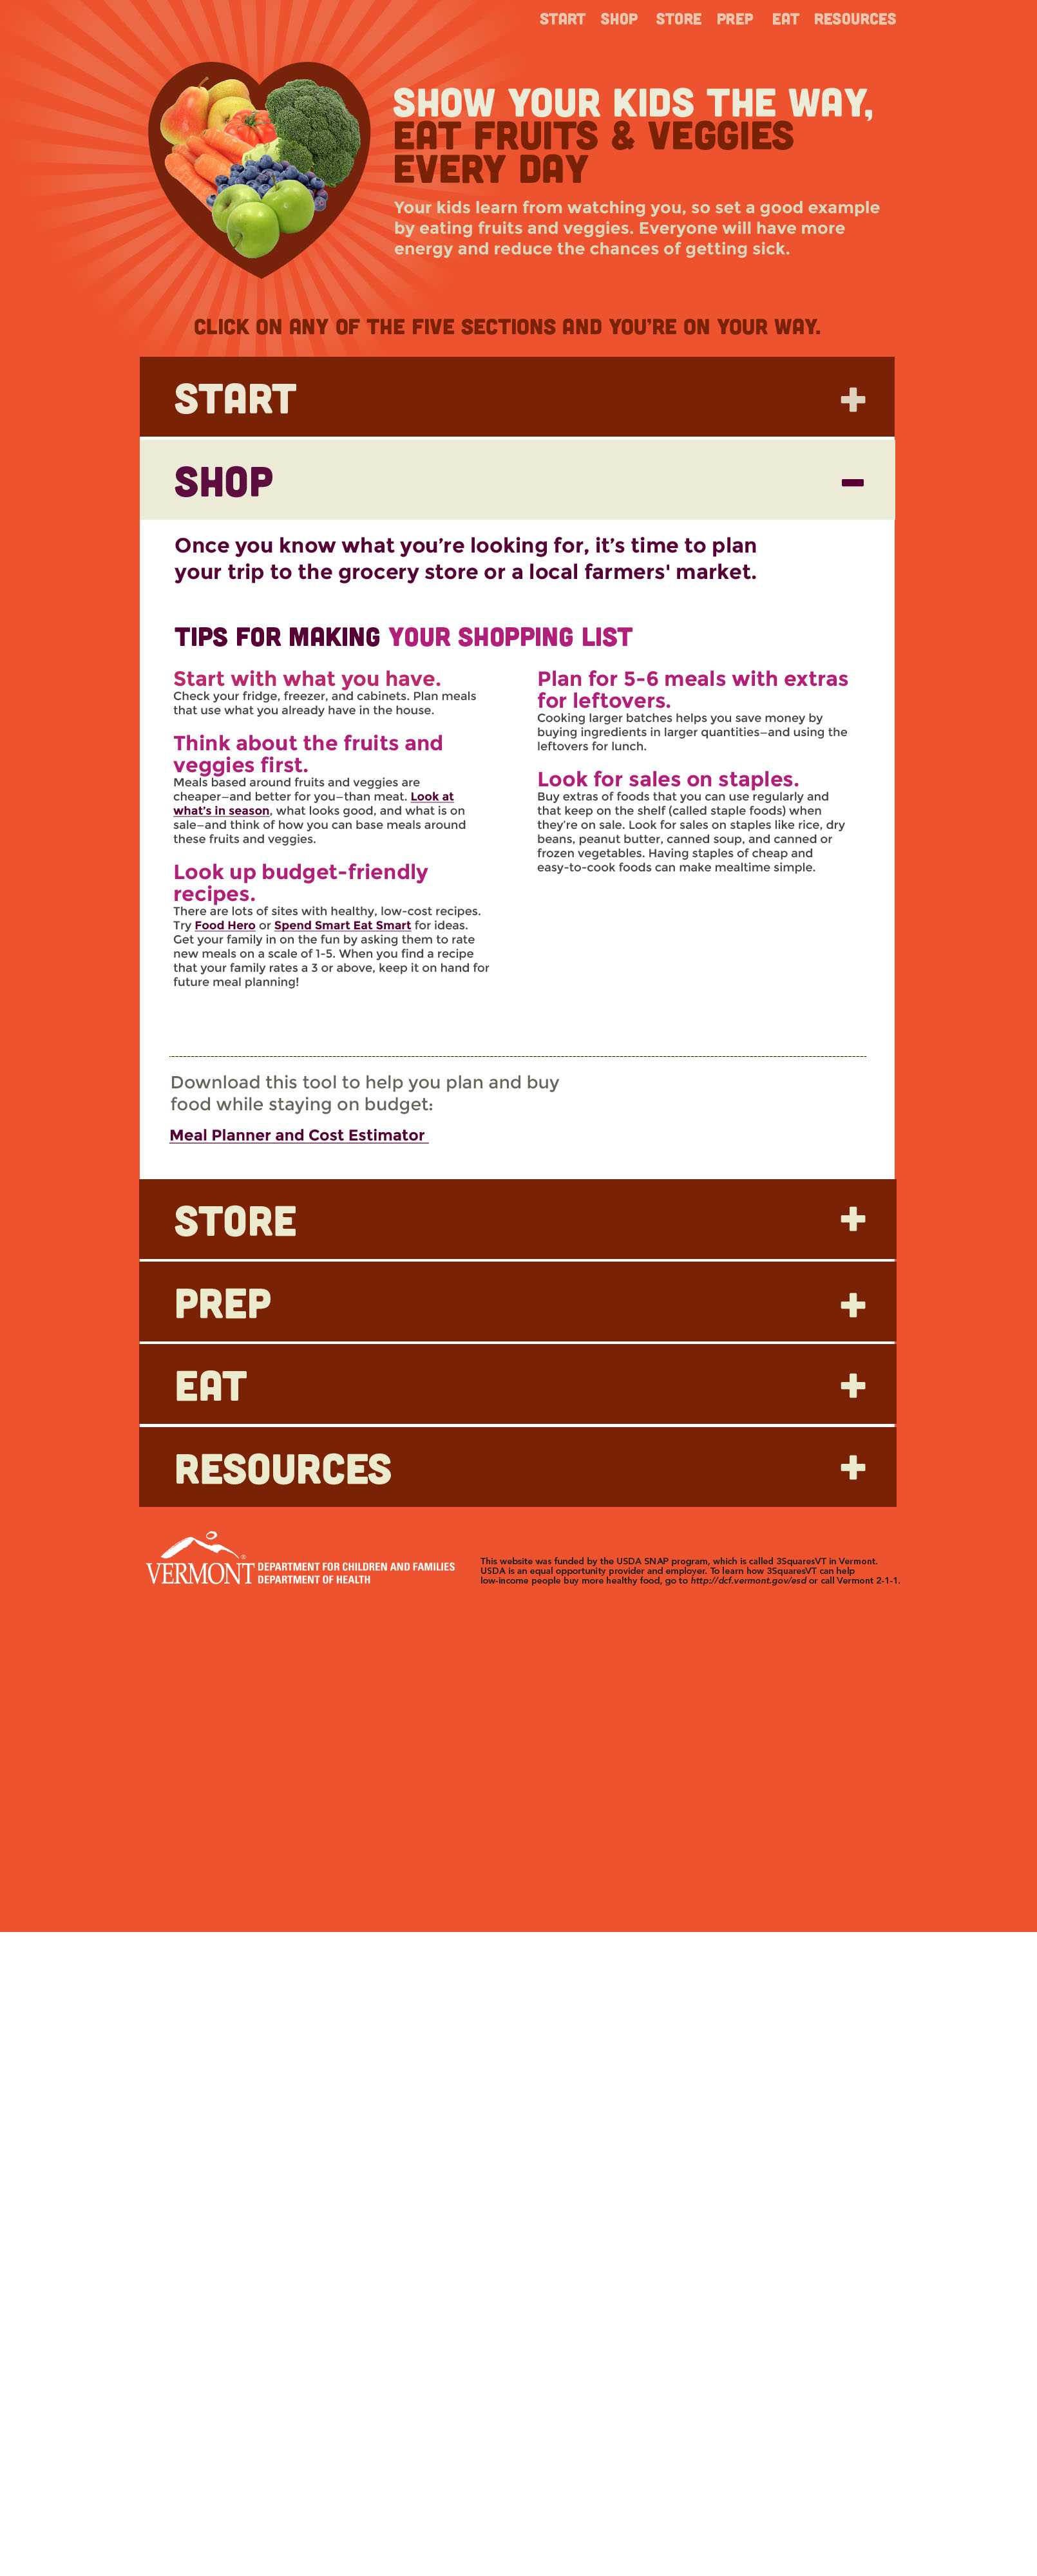 START SHOP STORE PREP EAT RESOURCES
SHOW YOUR KIDS THE WAY,
EAT FRUITS & VEGGIES
EVERY DAY
Your kids learn from watching you, so set a good example
by eating fruits and veggies. Everyone will have more
energy and reduce the chances of getting sick.
CLICK ON ANY OF THE FIVE SECTIONS AND YOU'RE ON YOUR WAY.
START +
SHOP -
Once you know what you're looking for, it's time to plan
your trip to the grocery store or a local farmers' market.
TIPS FOR MAKING YOUR SHOPPING LIST
Start with what you have.
Check your fridge, freezer, and cabinets. Plan meals
that use what you already have in the house.
Think about the fruits and
veggies first.
Meals based around fruits and veggies are
cheaper—and better for you—than meat. Look at
what's in season, what looks good, and what is on
sale—and think of how you can base meals around
these fruits and veggies.
Look up budget-friendly
recipes.
There are lots of sites with healthy, low-cost recipes.
Try Food Hero or Spend Smart Eat Smart for ideas.
Get your family in on the fun by asking them to rate
new meals on a scale of 1-5. When you find a recipe
that your family rates a 3 or above, keep it on hand for
future meal planning!
Plan for 5-6 meals with extras
for leftovers.
Cooking larger batches helps you save money by
buying ingredients in larger quantities—and using the
leftovers for lunch.
Look for sales on staples.
Buy extras of foods that you can use regularly and
that keep on the shelf (called staple foods) when
they're on sale. Look for sales on staples like rice, dry
beans, peanut butter, canned soup, and canned or
frozen vegetables. Having staples of cheap and
easy-to-cook foods can make mealtime simple.
Download this tool to help you plan and buy
food while staying on budget:
Meal Planner and Cost Estimator
STORE +
PREP +
EAT +
RESOURCES +
VERMONT
DEPARTMENT FOR CHILDREN AND FAMILIES
DEPARTMENT OF HEALTH
This website was funded by the USDA SNAP program, which is called 3SquaresVT in Vermont.
USDA is an equal opportunity provider and employer. To learn how 3SquaresVT can help
low-income people buy more healthy food, go to http://dcf.vermont.gov/esd or call Vermont 2-1-1.